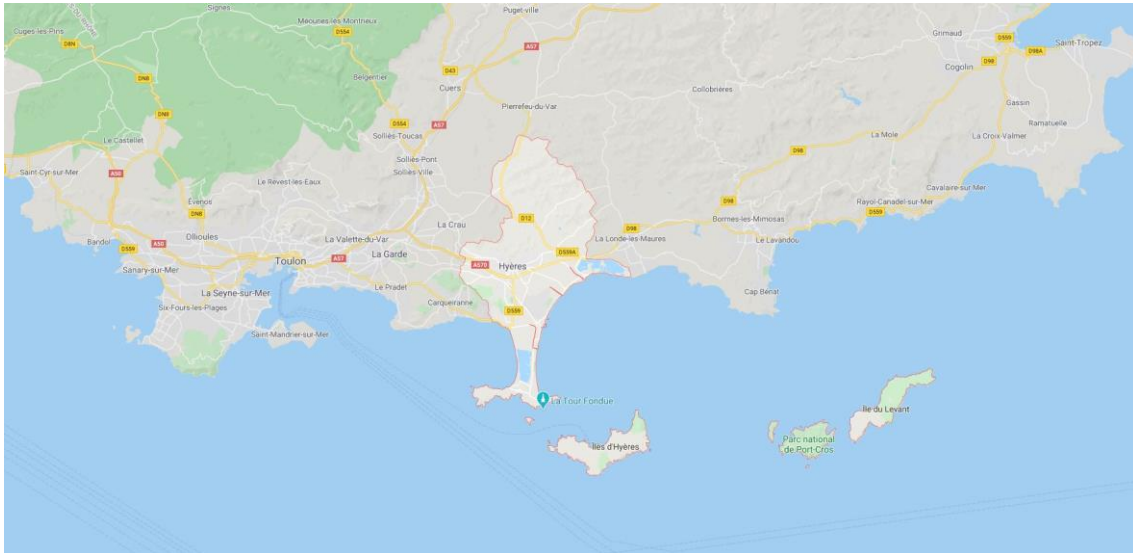 Signes
Puget-ville
Méounes-lès-Montrieux
D554
Cuges-les-Pins
D8N
A57
Grimaud
D559
Saint-Tropez
D98A
D98
Cogolin
DN8
Belgentier
D43
Cuers
Collobrières
Gassin
Pierrefeu-du-Var
DN8
D554
A57
Solliès-Toucas
La Mole
Ramatuelle
La Croix-Valmer
Le Castellet
D98
Solliès-Pont
Solliès-Ville
Saint-Cyr-sur-Mer
A50
Le Revest-les-Eaux
Évenos
DN8
D98
Cavalaire-sur-Mer
Rayol-Canadel-sur-Mer
D559
D12
Bormes-les-Mimosas
La Crau
D98
Ollioules
La Valette-du-Var
La Londe-les-Maures
Le Lavandou
Bandol
D559
A50
La Garde
D559A
Toulon
A57
A570
Hyères
Sanary-sur-Mer
La Seyne-sur-Mer
Le Pradet
Cap Bénat
Carqueiranne
Six-Fours-les-Plages
D559
Saint-Mandrier-sur-Mer
La Tour Fondue
Île du Levant
Îles d'Hyères
Parc national
de Port-Cros